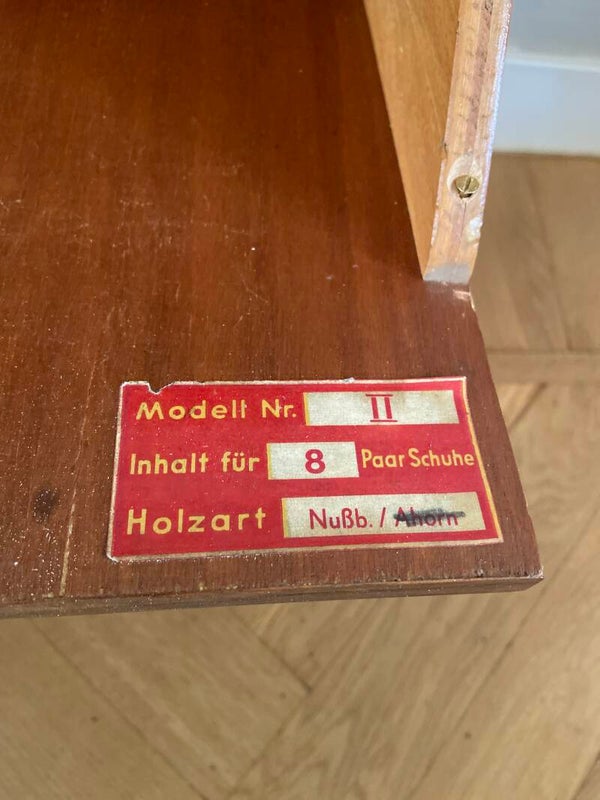 Modell Nr. II
Inhalt für 8 Paar Schuhe
Holzart Nußb. / Ahorn